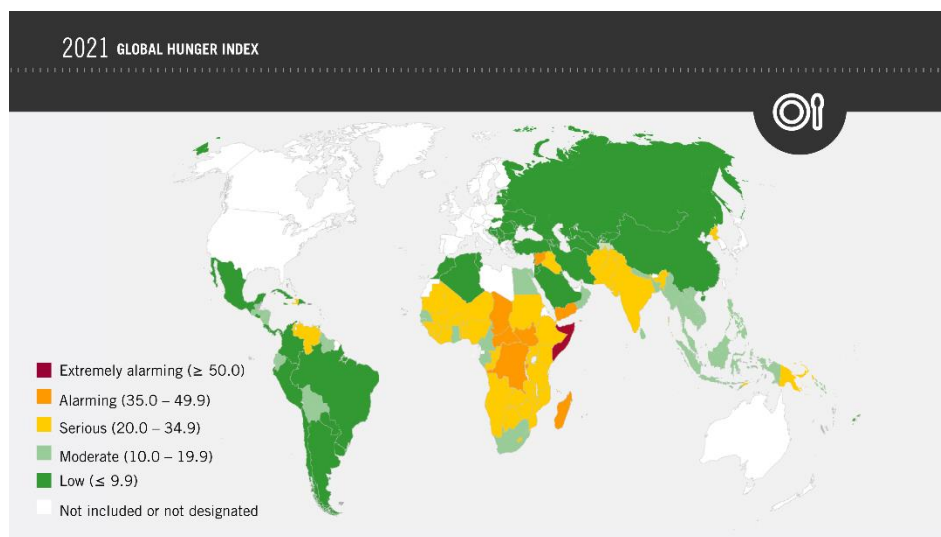 2021 GLOBAL HUNGER INDEX
Extremely alarming (≥ 50.0)
Alarming (35.0 – 49.9)
Serious (20.0 – 34.9)
Moderate (10.0 – 19.9)
Low (≤ 9.9)
Not included or not designated